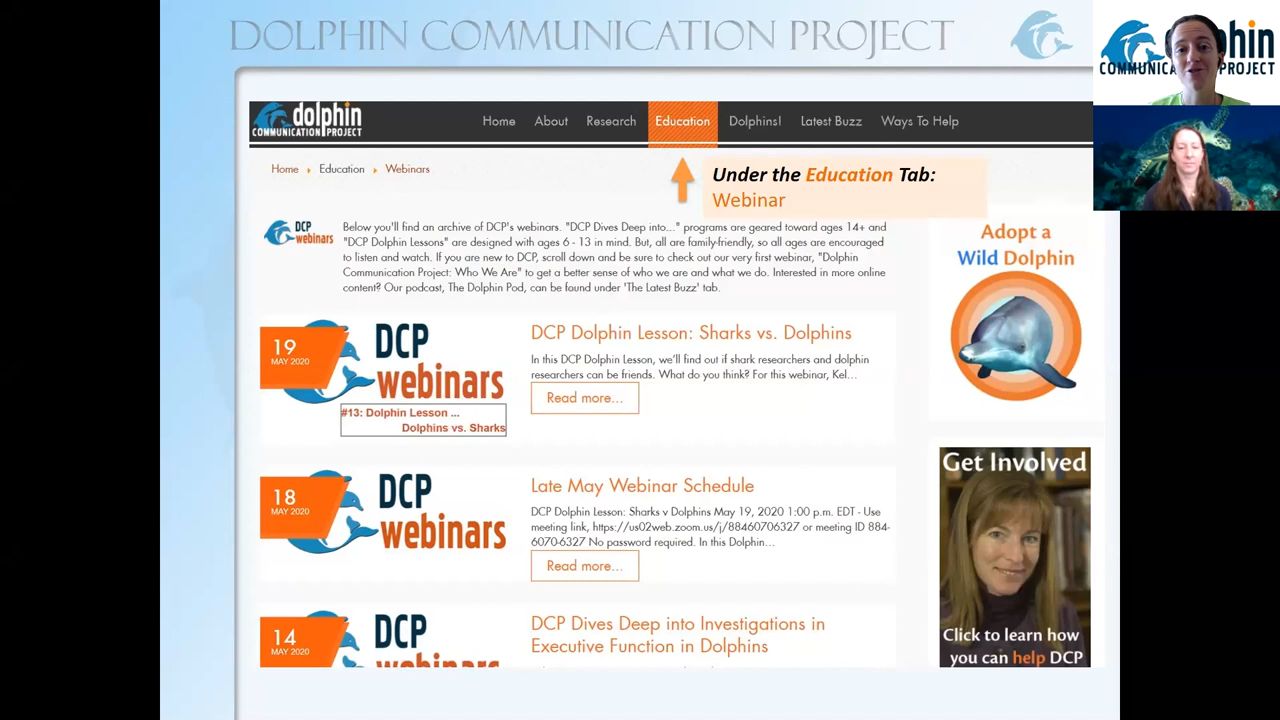 DOLPHIN COMMUNICATION PROJECT
dolphin
COMMUNICATION PROJECT
Home About Research Education Dolphins! Latest Buzz Ways To Help
Home Education Webinars
Under the Education Tab:
Webinar
DCP
webinars
Below you'll find an archive of DCP's webinars. "DCP Dives Deep into..." programs are geared toward ages 14+ and
"DCP Dolphin Lessons" are designed with ages 6 - 13 in mind. But, all are family-friendly, so all ages are encouraged
to listen and watch. If you are new to DCP, scroll down and be sure to check out our very first webinar, "Dolphin
Communication Project: Who We Are" to get a better sense of who we are and what we do. Interested in more online
content? Our podcast, The Dolphin Pod, can be found under 'The Latest Buzz' tab.
19
MAY 2020
DCP
webinars
#13: Dolphin Lesson ...
Dolphins vs. Sharks
DCP Dolphin Lesson: Sharks vs. Dolphins
In this DCP Dolphin Lesson, we'll find out if shark researchers and dolphin
researchers can be friends. What do you think? For this webinar, Kel...
Read more...
18
MAY 2020
DCP
webinars
Late May Webinar Schedule
DCP Dolphin Lesson: Sharks v Dolphins May 19, 2020 1:00 p.m. EDT - Use
meeting link, https://us02web.zoom.us/j/88460706327 or meeting ID 884-
6070-6327 No password required. In this Dolphin...
Read more...
14
MAY 2020
DCP
webinars
DCP Dives Deep into Investigations in
Executive Function in Dolphins
Adopt a
Wild Dolphin
Get Involved
Click to learn how
you can help DCP